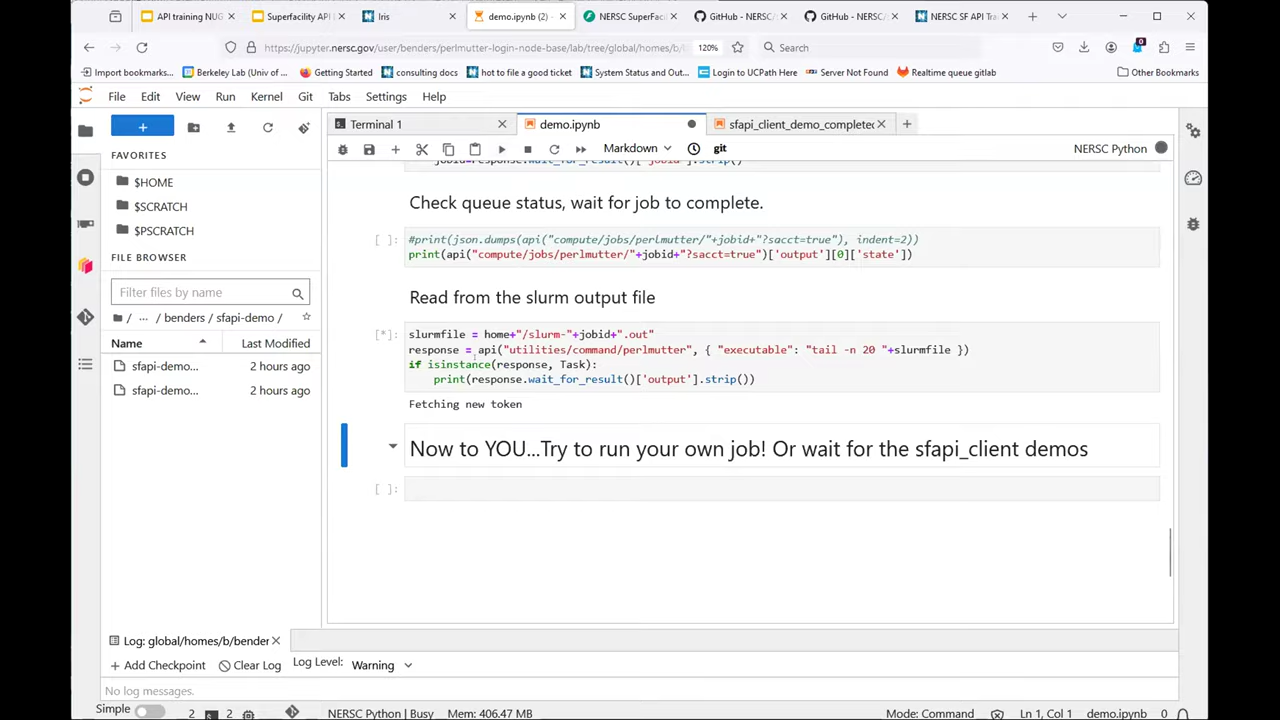 API training NUG
Superfacility API
Iris
demo.ipynb (2)
NERSC SuperFaci
GitHub - NERSC/
GitHub - NERSC/
NERSC SF API Tra
https://jupyter.nersc.gov/user/benders/perlmutter-login-node-base/lab/tree/global/homes/b/
120%
Search
0
Import bookmarks...
Berkeley Lab (Univ of ...
Getting Started
consulting docs
hot to file a good ticket
System Status and Out...
Login to UCPath Here
Server Not Found
Realtime queue gitlab
Other Bookmarks
File Edit View Run Kernel Git Tabs Settings Help
Terminal 1
demo.ipynb
sfapi_client_demo_completed
Markdown
git
NERSC Python
FAVORITES
$HOME
$SCRATCH
$PSCRATCH
FILE BROWSER
Filter files by name
/ ... / benders / sfapi-demo /
Name Last Modified
sfapi-demo... 2 hours ago
sfapi-demo... 2 hours ago
jobid=response.wait_for_result()['jobid'].strip()
Check queue status, wait for job to complete.
[ ]: #print(json.dumps(api("compute/jobs/perlmutter/"+jobid+"?sacct=true"), indent=2))
print(api("compute/jobs/perlmutter/"+jobid+"?sacct=true")['output'][0]['state'])
Read from the slurm output file
[*]: slurmfile = home+"/slurm-"+jobid+".out"
response = api("utilities/command/perlmutter", { "executable": "tail -n 20 "+slurmfile })
if isinstance(response, Task):
print(response.wait_for_result()['output'].strip())
Fetching new token
Now to YOU...Try to run your own job! Or wait for the sfapi_client demos
[ ]:
Log: global/homes/b/bender
Add Checkpoint
Clear Log
Log Level:
Warning
No log messages.
Simple
2
2
NERSC Python | Busy
Mem: 406.47 MB
Mode: Command
Ln 1, Col 1
demo.ipynb
0